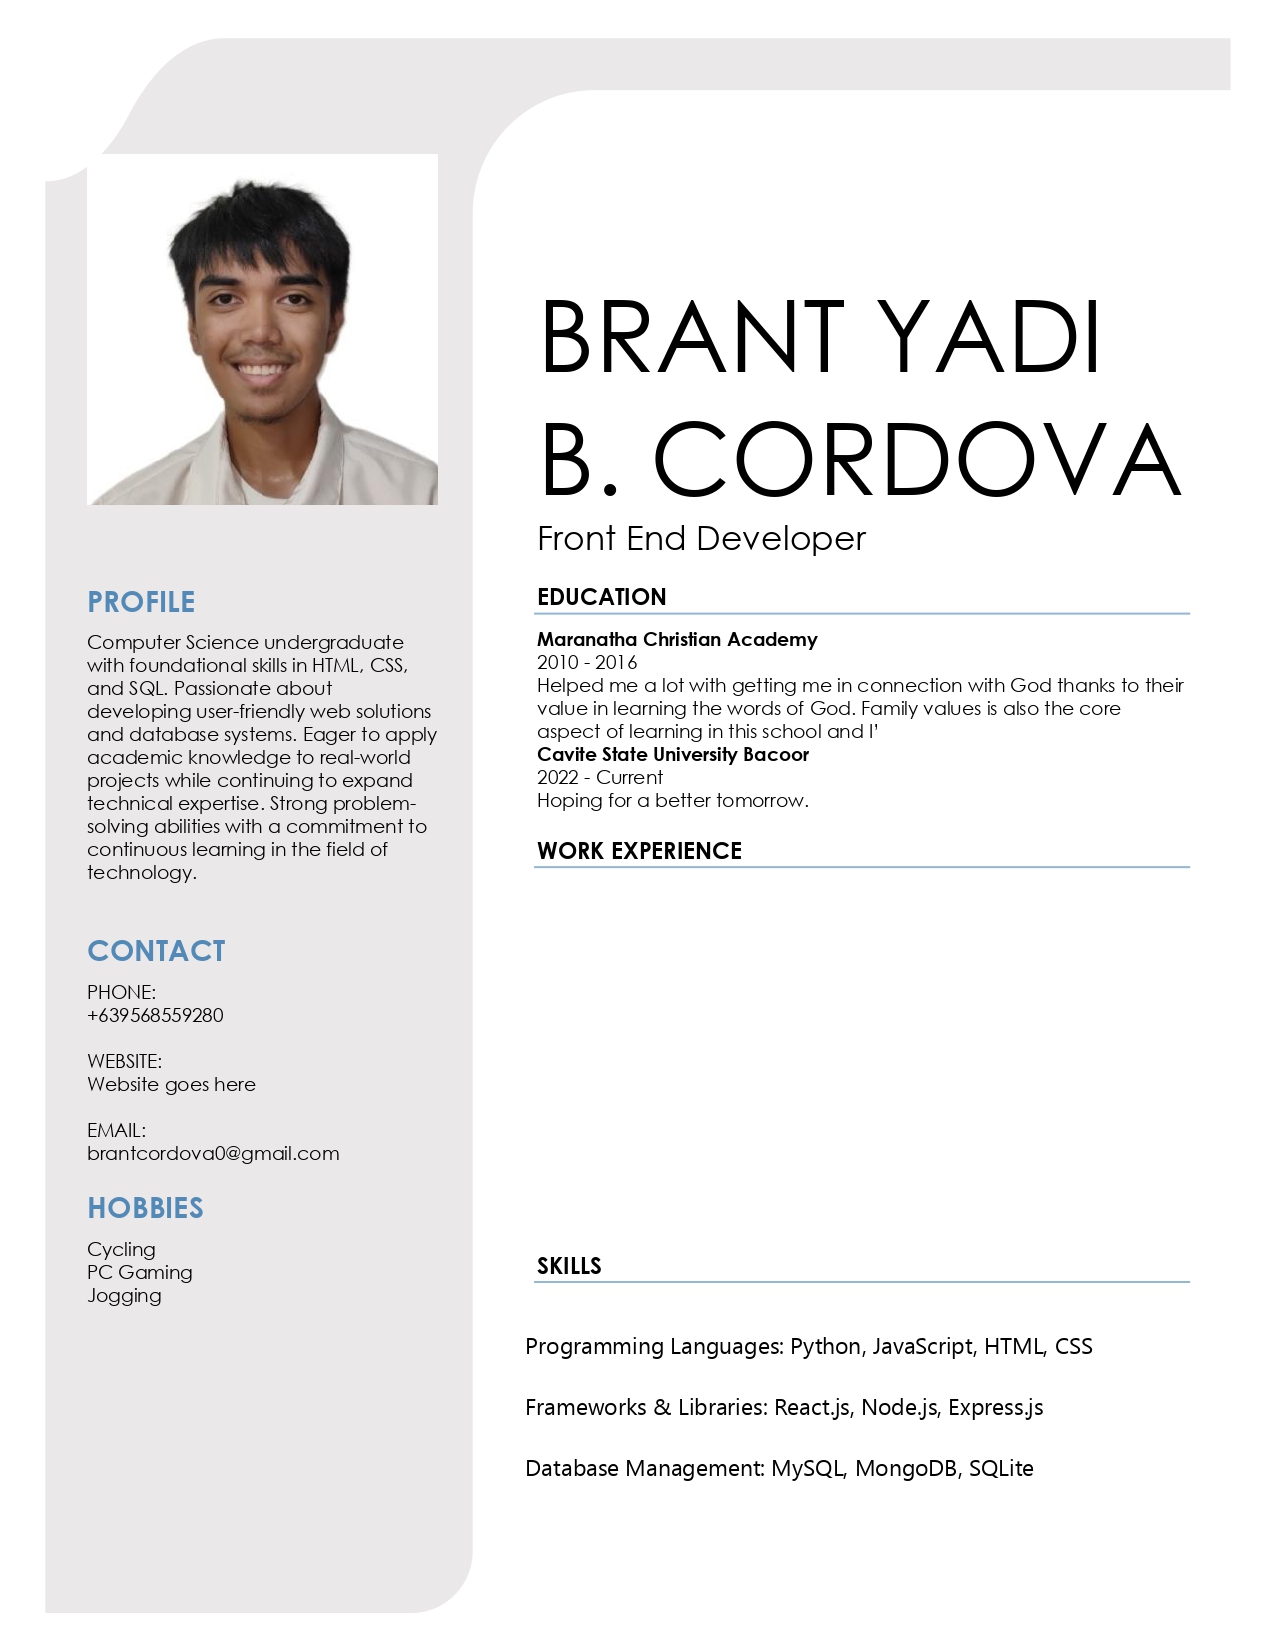 BRANT YADI
B. CORDOVA
Front End Developer
PROFILE
Computer Science undergraduate
with foundational skills in HTML, CSS,
and SQL. Passionate about
developing user-friendly web solutions
and database systems. Eager to apply
academic knowledge to real-world
projects while continuing to expand
technical expertise. Strong problem-
solving abilities with a commitment to
continuous learning in the field of
technology.
CONTACT
PHONE:
+639568559280
WEBSITE:
Website goes here
EMAIL:
brantcordova0@gmail.com
HOBBIES
Cycling
PC Gaming
Jogging
EDUCATION
Maranatha Christian Academy
2010 - 2016
Helped me a lot with getting me in connection with God thanks to their
value in learning the words of God. Family values is also the core
aspect of learning in this school and I’
Cavite State University Bacoor
2022 - Current
Hoping for a better tomorrow.
WORK EXPERIENCE
SKILLS
Programming Languages: Python, JavaScript, HTML, CSS
Frameworks & Libraries: React.js, Node.js, Express.js
Database Management: MySQL, MongoDB, SQLite